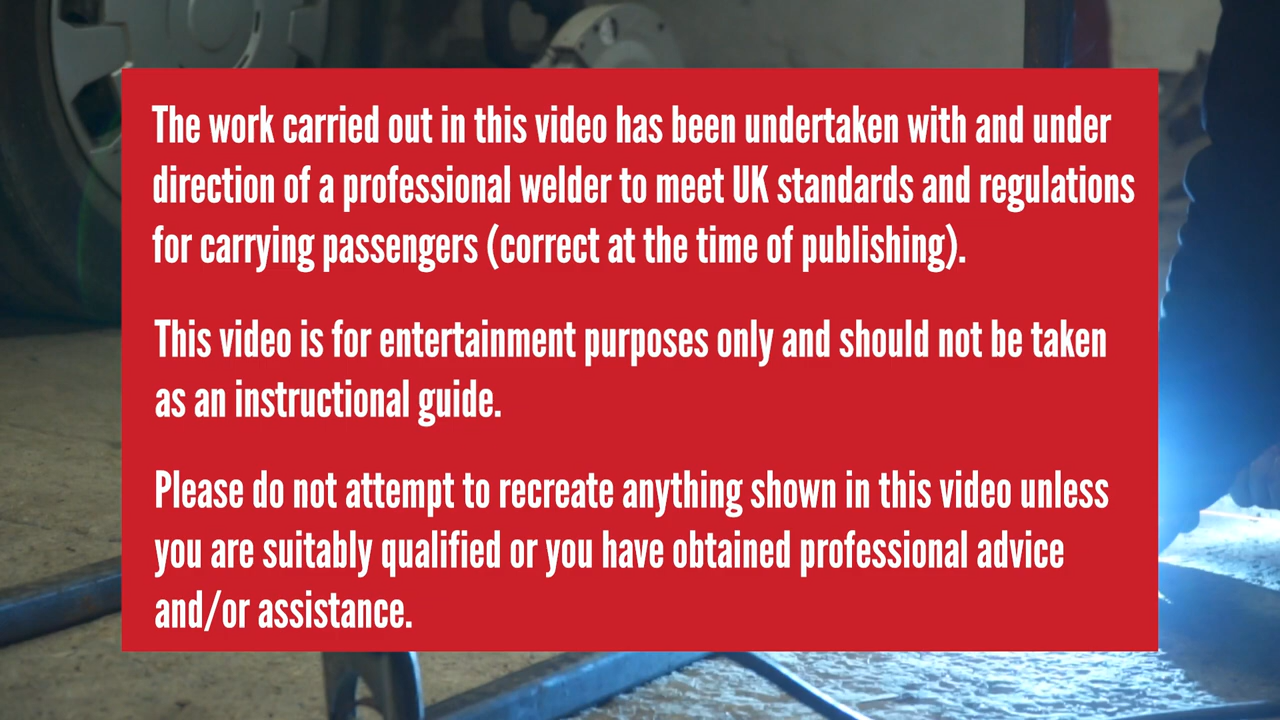 The work carried out in this video has been undertaken with and under
direction of a professional welder to meet UK standards and regulations
for carrying passengers (correct at the time of publishing).
This video is for entertainment purposes only and should not be taken
as an instructional guide.
Please do not attempt to recreate anything shown in this video unless
you are suitably qualified or you have obtained professional advice
and/or assistance.